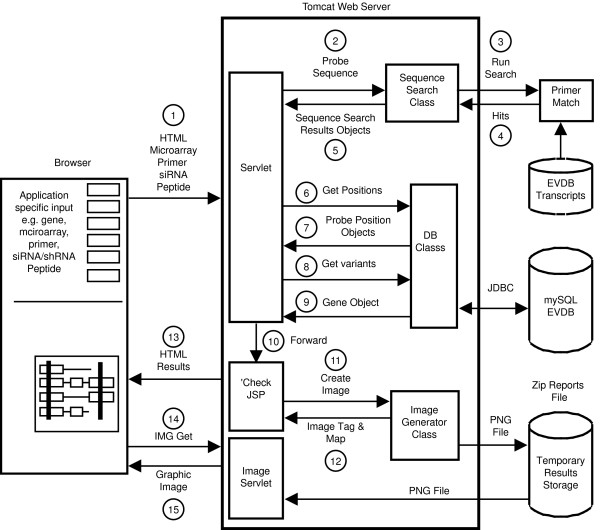 Tomcat Web Server
2
Probe
Sequence
3
Run
Search
Sequence
Search
Class
Primer
Match
1
HTML
Microarray
Primer
siRNA
Peptide
Sequence Search
Results Objects
5
Hits
4
Browser
Servlet
EVDB
Transcripts
Application
specific input
e.g. gene,
mciroarray,
primer,
siRNA/shRNA
Peptide
6
Get Positions
7
Probe Position
Objects
DB
Classs
8
Get variants
JDBC
mySQL
EVDB
9
Gene Object
10
Forward
13
HTML
Results
11
Create
Image
'Check
JSP
Zip Reports
File
14
IMG Get
Image Tag &
Map
12
Image
Generator
Class
PNG
File
Graphic
Image
15
Image
Servlet
Temporary
Results
Storage
PNG File